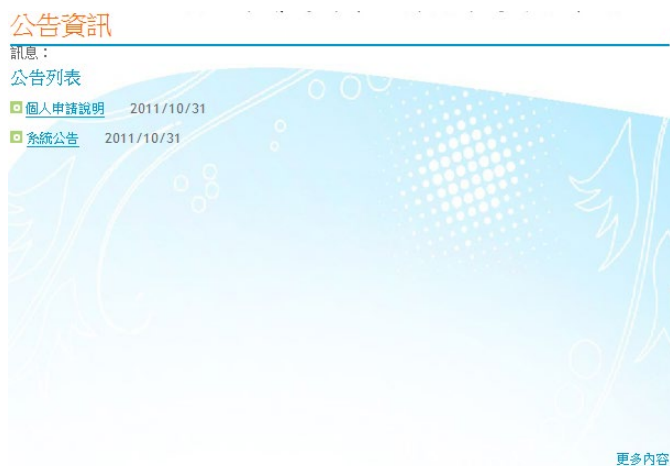 公告資訊
訊息：
公告列表
個人申請說明 2011/10/31
系統公告 2011/10/31
更多內容